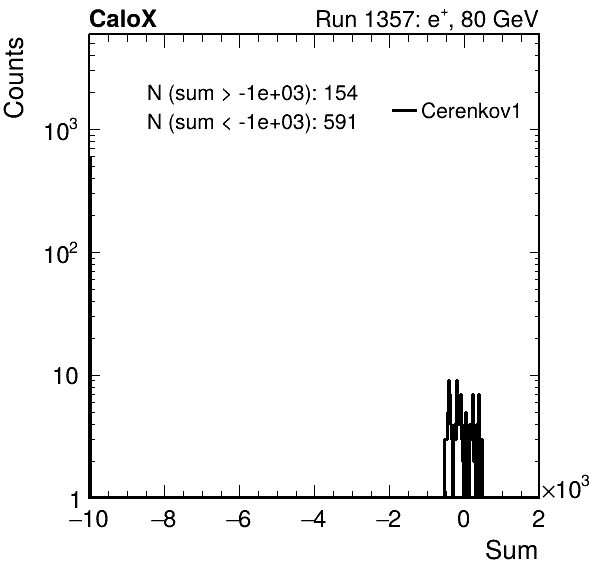 CaloX
Run 1357: e⁺, 80 GeV
Counts
N (sum > -1e+03): 154
N (sum < -1e+03): 591
Cerenkov1
10³
10²
10
1
−10 −8 −6 −4 −2 0 2
×10³
Sum